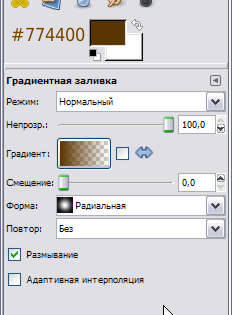 #774400
Градиентная заливка
Режим: Нормальный
Непрозр.: 100,0
Градиент:
Смещение: 0,0
Форма: Радиальная
Повтор: Без
Размывание
Адаптивная интерполяция